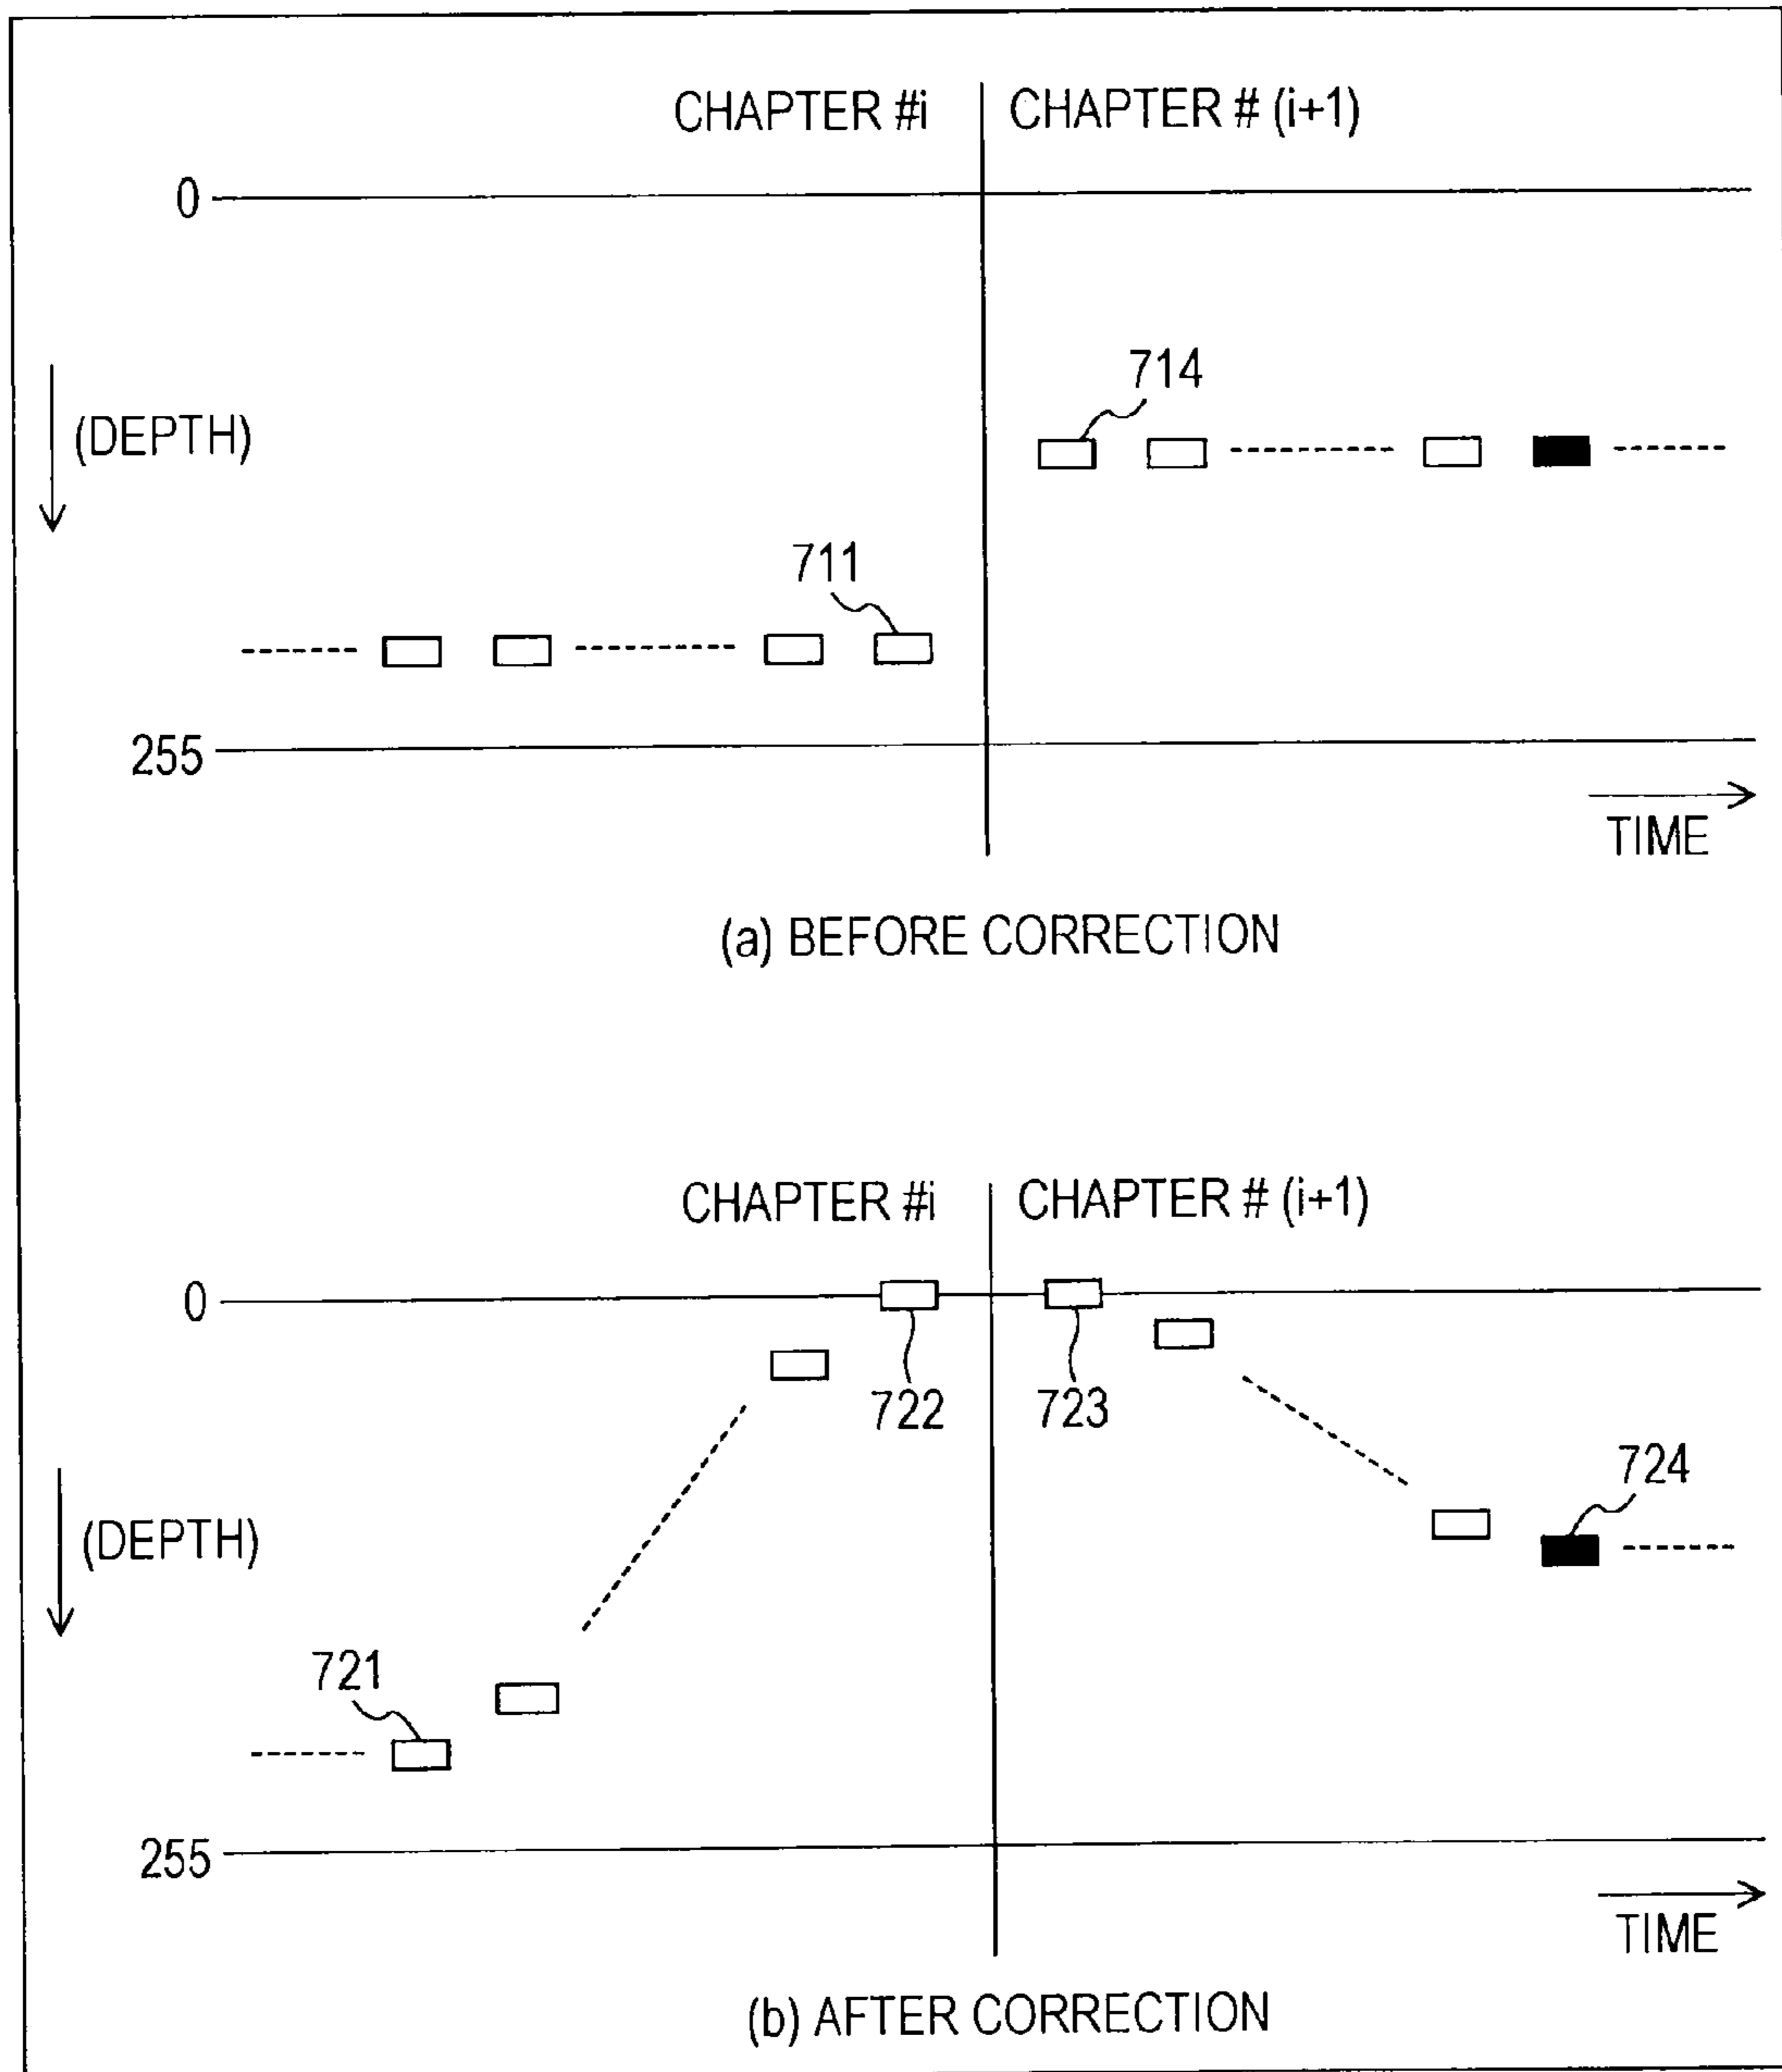 CHAPTER #i CHAPTER # (i+1)
0
714
(DEPTH)
711
255
TIME
(a) BEFORE CORRECTION
CHAPTER #i CHAPTER # (i+1)
0
722 723
724
(DEPTH)
721
255
TIME
(b) AFTER CORRECTION